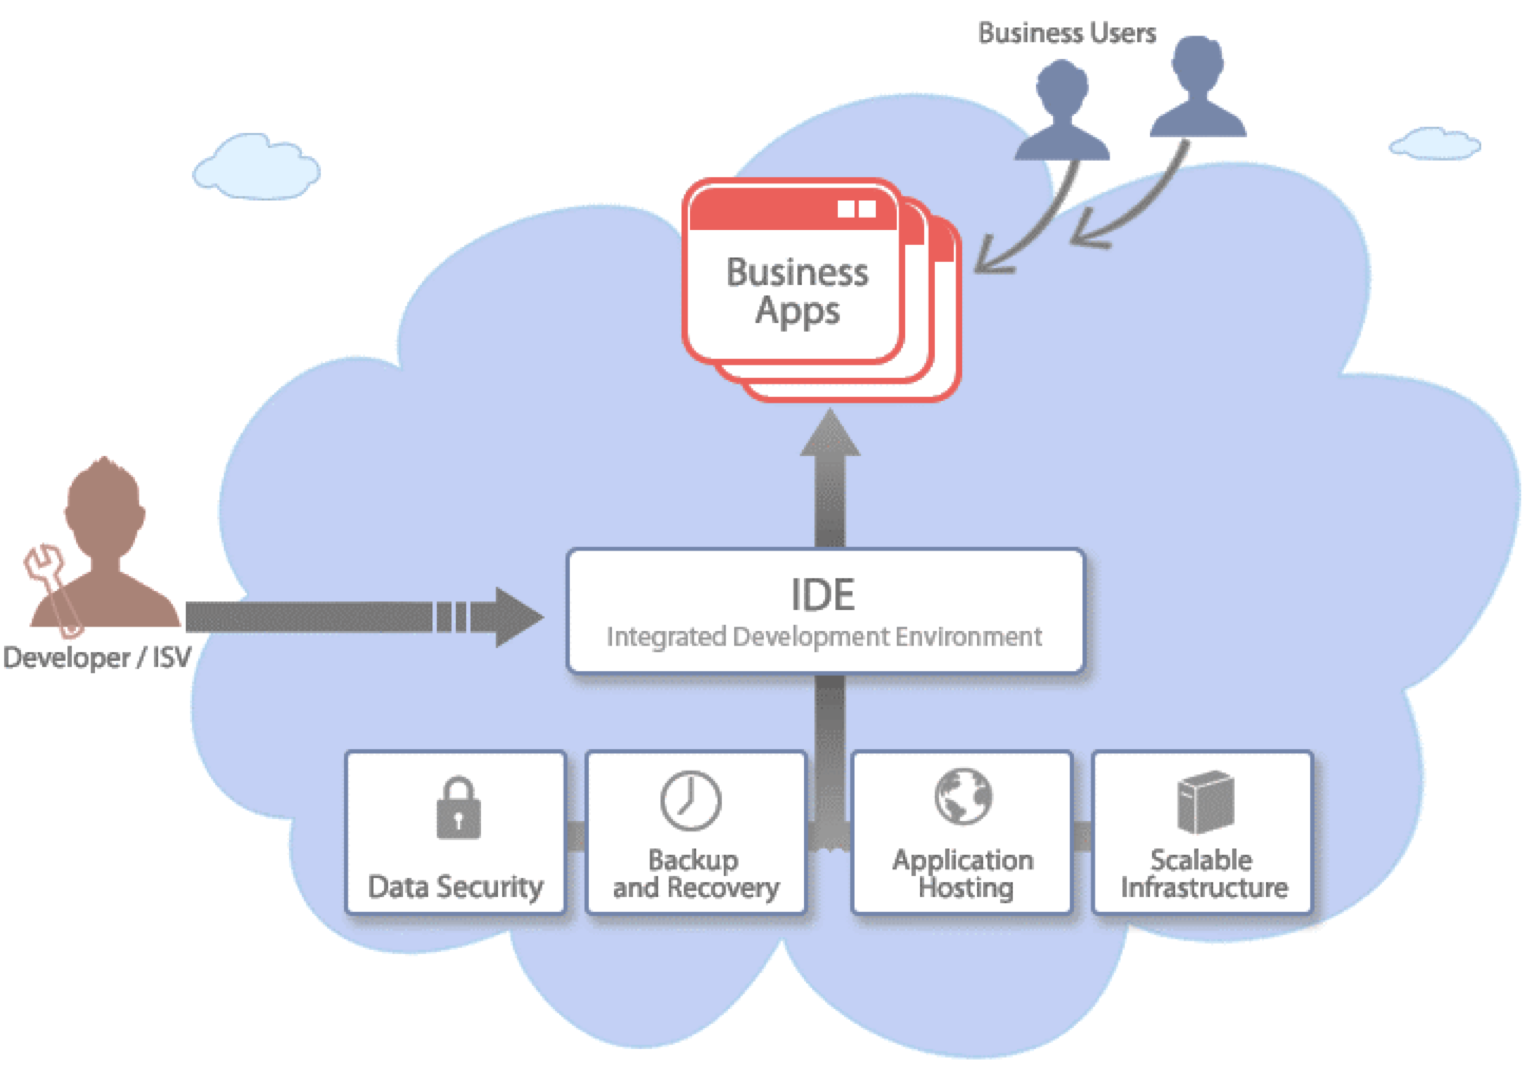 Business Users
Business
Apps
IDE
Integrated Development Environment
Developer / ISV
Data Security
Backup
and Recovery
Application
Hosting
Scalable
Infrastructure